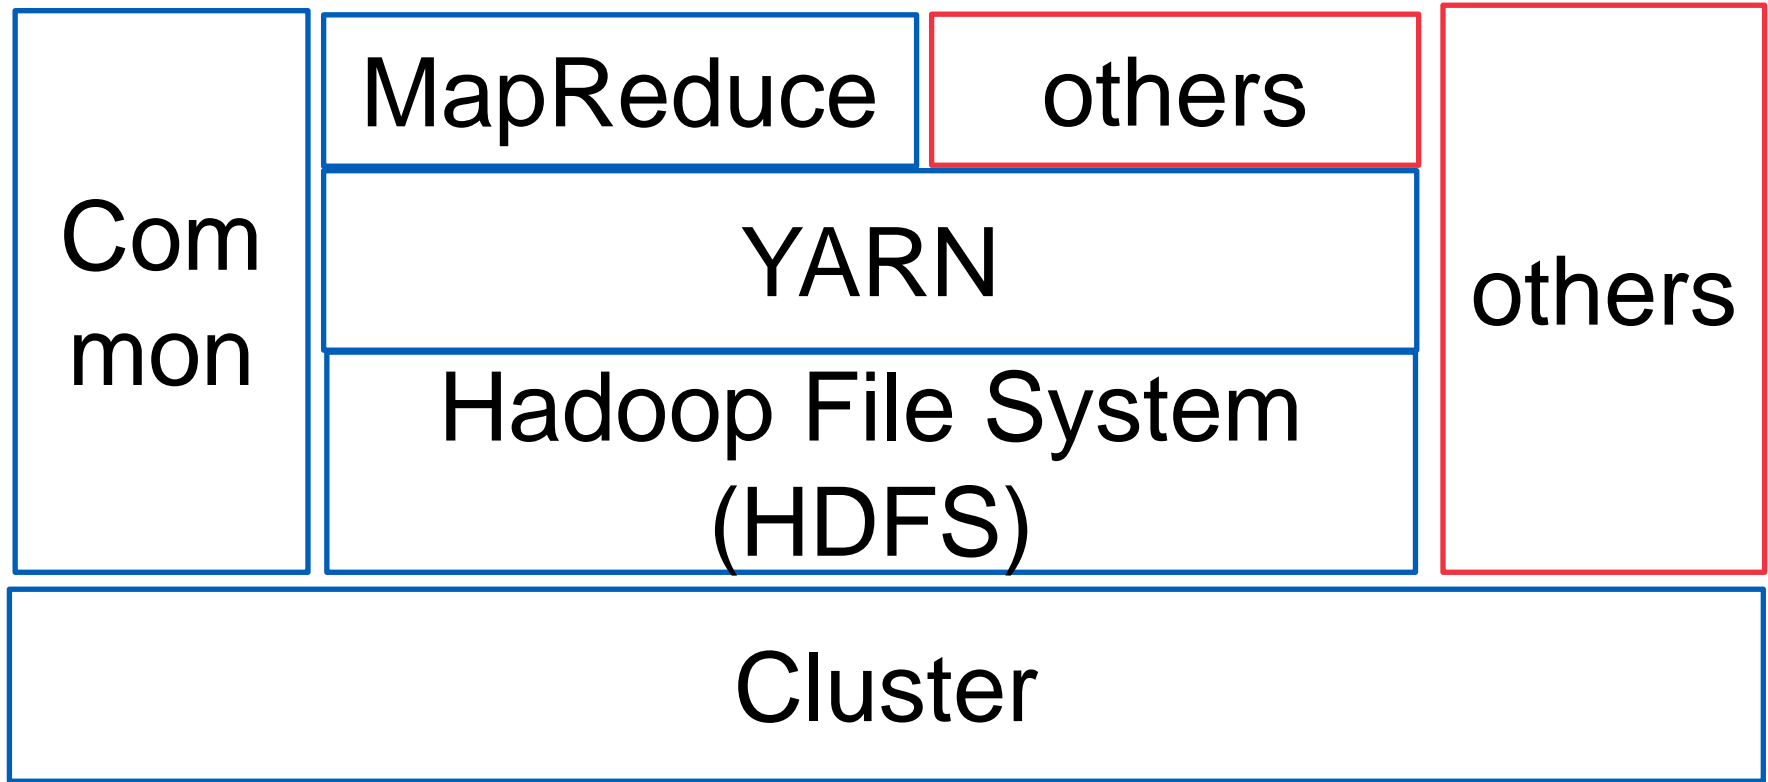 Com
mon
MapReduce
others
YARN
Hadoop File System
(HDFS)
others
Cluster